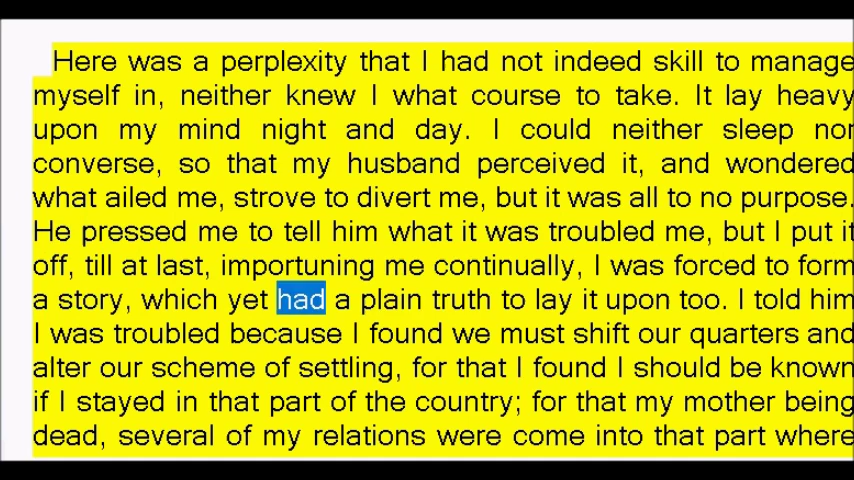 Here was a perplexity that I had not indeed skill to manage
myself in, neither knew I what course to take. It lay heavy
upon my mind night and day. I could neither sleep nor
converse, so that my husband perceived it, and wondered
what ailed me, strove to divert me, but it was all to no purpose.
He pressed me to tell him what it was troubled me, but I put it
off, till at last, importuning me continually, I was forced to form
a story, which yet had a plain truth to lay it upon too. I told him
I was troubled because I found we must shift our quarters and
alter our scheme of settling, for that I found I should be known
if I stayed in that part of the country; for that my mother being
dead, several of my relations were come into that part where